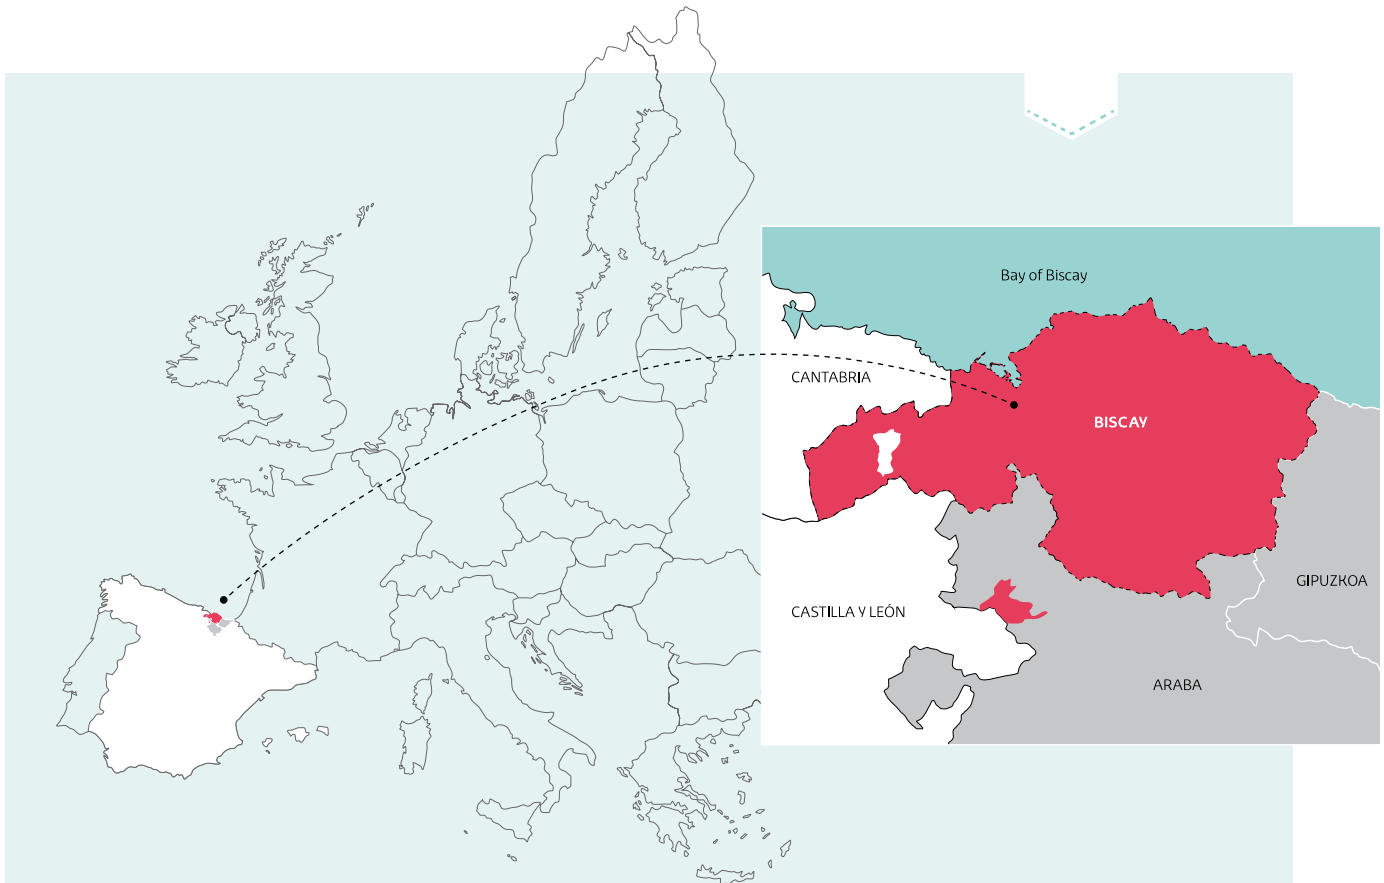 Bay of Biscay
CANTABRIA
BISCAY
GIPUZKOA
CASTILLA Y LEÓN
ARABA